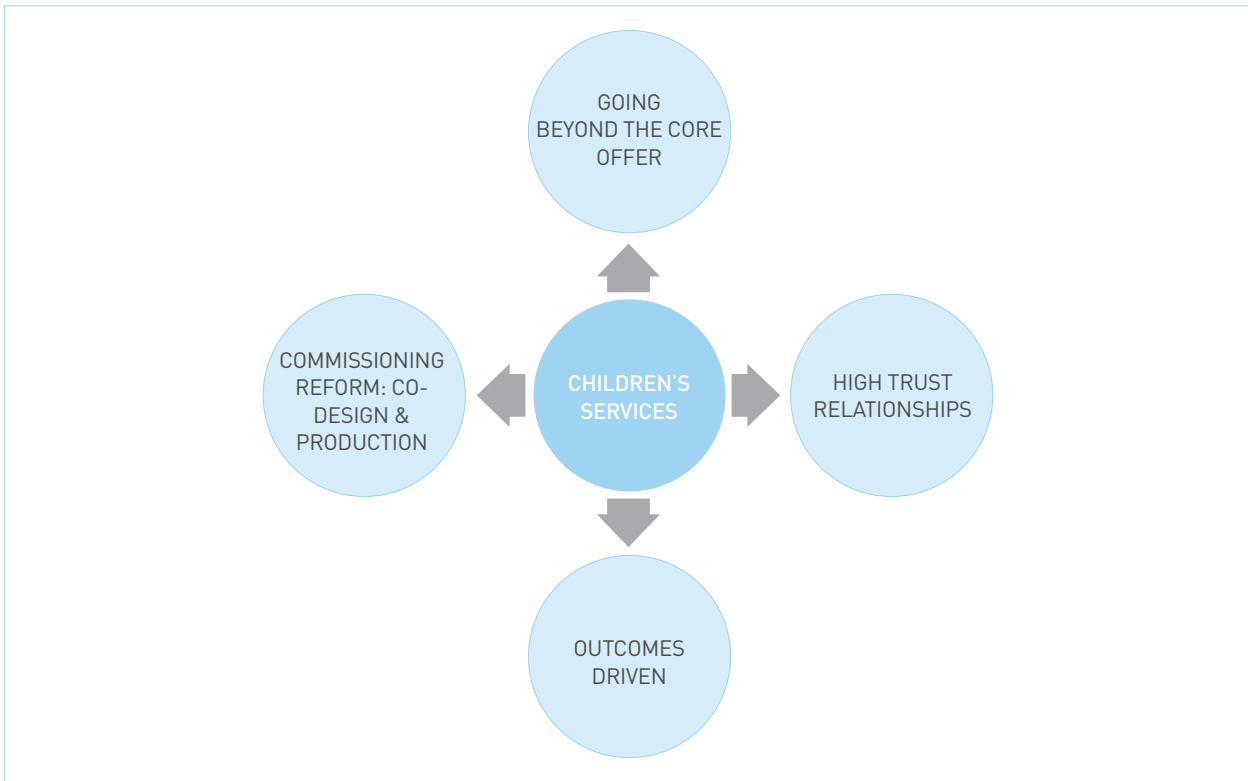 GOING
BEYOND THE CORE
OFFER
COMMISSIONING
REFORM: CO-
DESIGN &
PRODUCTION
CHILDREN'S
SERVICES
HIGH TRUST
RELATIONSHIPS
OUTCOMES
DRIVEN